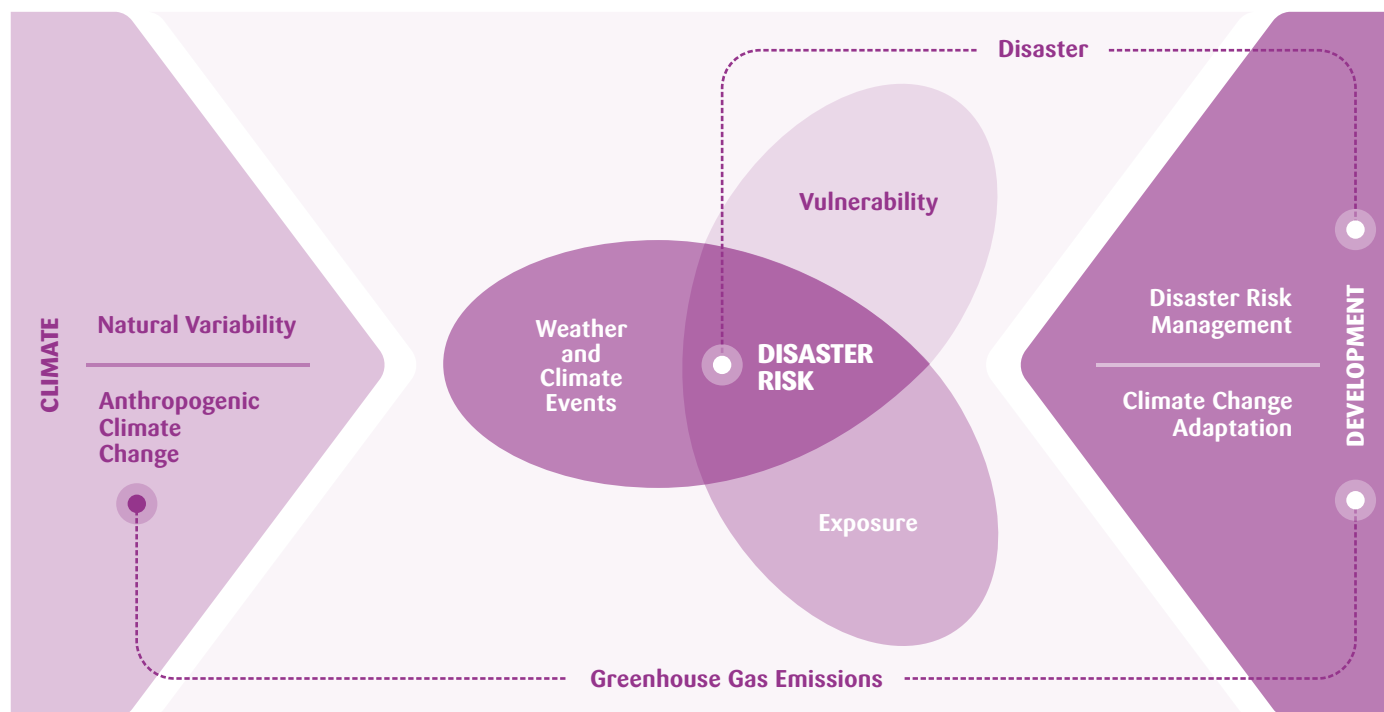 Disaster
Vulnerability
CLIMATE
Natural Variability
Anthropogenic
Climate
Change
Weather
and
Climate
Events
DISASTER
RISK
Exposure
Disaster Risk
Management
Climate Change
Adaptation
DEVELOPMENT
Greenhouse Gas Emissions